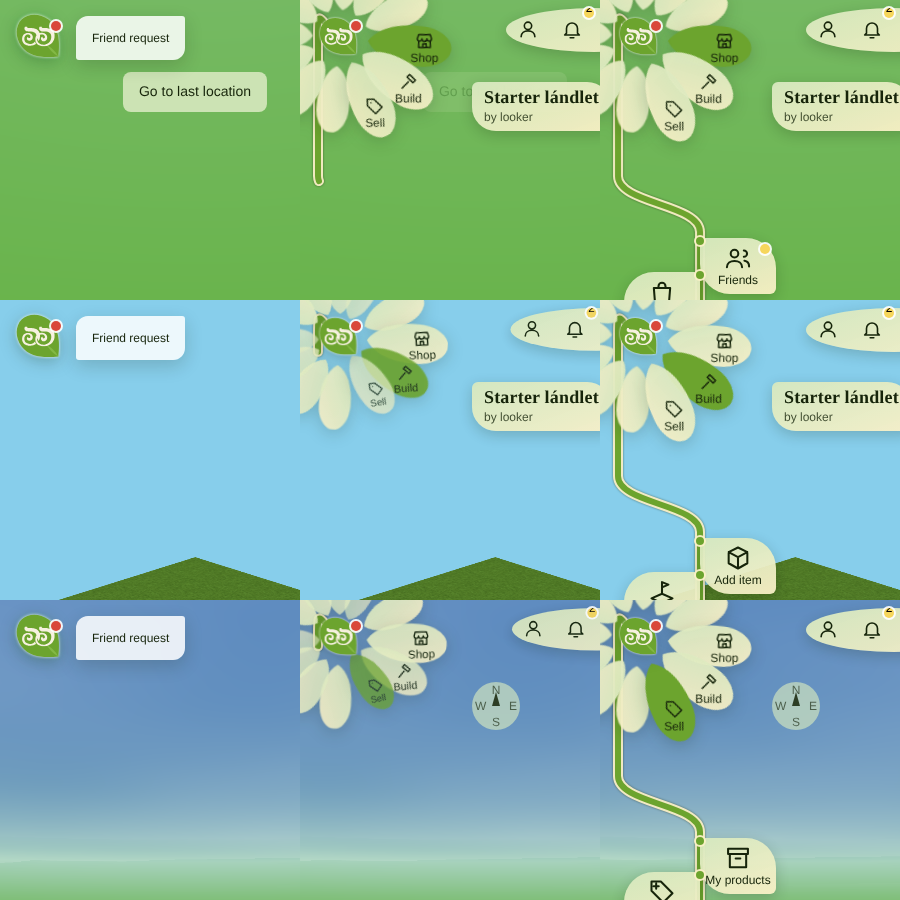 Friend request
Go to last location
Shop
Build
Sell
Go to
Starter lándlet
by looker
Shop
Build
Sell
Starter lándlet
by looker
Friends
Friend request
Shop
Build
Sell
Starter lándlet
by looker
Shop
Build
Sell
Starter lándlet
by looker
Add item
Friend request
Shop
Build
Sell
N
W E
S
Shop
Build
Sell
N
W E
S
My products